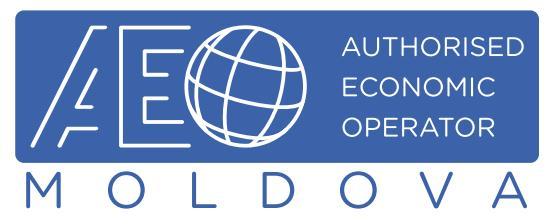 AEO
AUTHORISED
ECONOMIC
OPERATOR
MOLDOVA